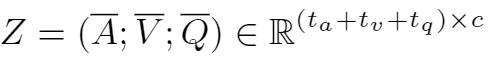 $Z = (\overline{A}; \overline{V}; \overline{Q}) \in \mathbb{R}^{(t_a + t_v + t_q) \times c}$